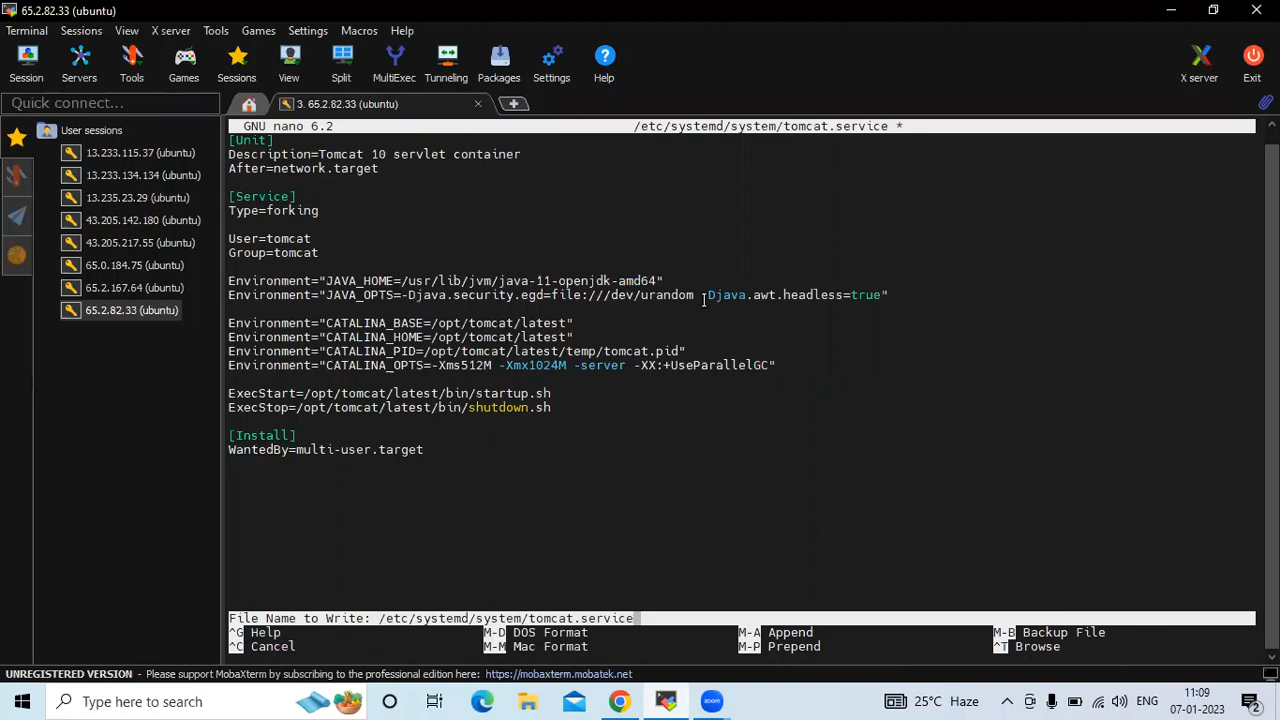 65.2.82.33 (ubuntu)
Terminal Sessions View X server Tools Games Settings Macros Help
Session Servers Tools Games Sessions View Split MultiExec Tunneling Packages Settings Help X server Exit
Quick connect...
3. 65.2.82.33 (ubuntu)
User sessions
13.233.115.37 (ubuntu)
13.233.134.134 (ubuntu)
13.235.23.29 (ubuntu)
43.205.142.180 (ubuntu)
43.205.217.55 (ubuntu)
65.0.184.75 (ubuntu)
65.2.167.64 (ubuntu)
65.2.82.33 (ubuntu)
GNU nano 6.2 /etc/systemd/system/tomcat.service *
[Unit]
Description=Tomcat 10 servlet container
After=network.target
[Service]
Type=forking
User=tomcat
Group=tomcat
Environment="JAVA_HOME=/usr/lib/jvm/java-11-openjdk-amd64"
Environment="JAVA_OPTS=-Djava.security.egd=file:///dev/urandom -Djava.awt.headless=true"
Environment="CATALINA_BASE=/opt/tomcat/latest"
Environment="CATALINA_HOME=/opt/tomcat/latest"
Environment="CATALINA_PID=/opt/tomcat/latest/temp/tomcat.pid"
Environment="CATALINA_OPTS=-Xms512M -Xmx1024M -server -XX:+UseParallelGC"
ExecStart=/opt/tomcat/latest/bin/startup.sh
ExecStop=/opt/tomcat/latest/bin/shutdown.sh
[Install]
WantedBy=multi-user.target
File Name to Write: /etc/systemd/system/tomcat.service
^G Help M-D DOS Format M-A Append M-B Backup File
^C Cancel M-M Mac Format M-P Prepend ^T Browse
UNREGISTERED VERSION - Please support MobaXterm by subscribing to the professional edition here: https://mobaxterm.mobatek.net
Type here to search
zoom
25°C Haze
ENG
11:09
07-01-2023
2